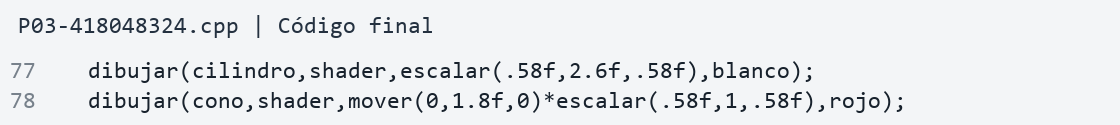 P03-418048324.cpp | Código final
77 dibujar(cilindro,shader,escalar(.58f,2.6f,.58f),blanco);
78 dibujar(cono,shader,mover(0,1.8f,0)*escalar(.58f,1,.58f),rojo);